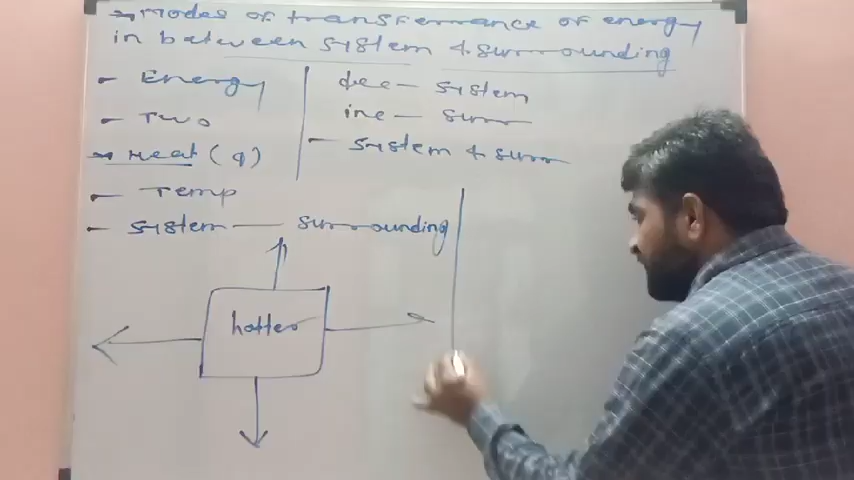 → Modes of transferrance of energy
in between system & surrounding
- Energy
- Two
→ Heat (q)
- Temp
- system — surrounding
dec — system
inc — surr
- system & surr
hotter